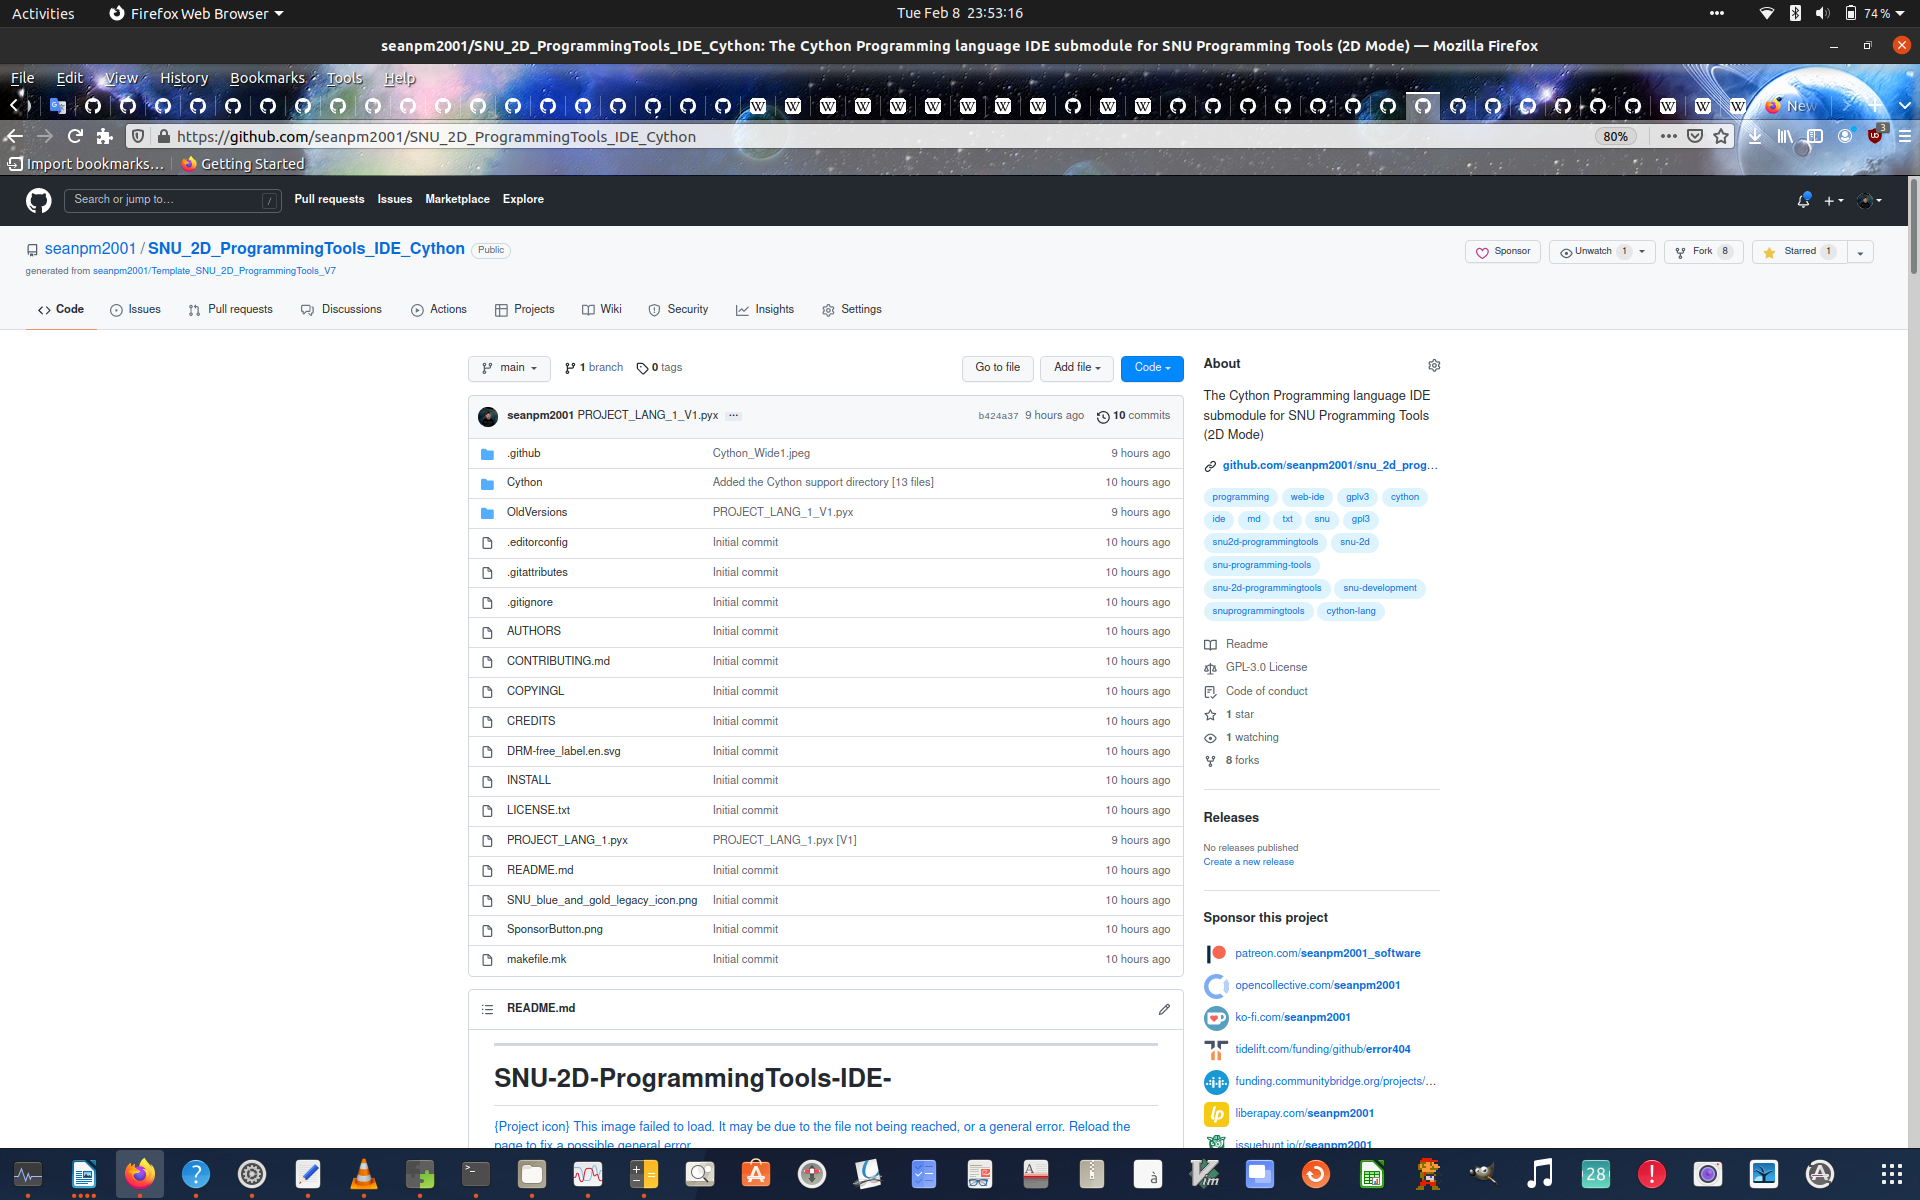 Activities
Firefox Web Browser
Tue Feb 8 23:53:16
74 %
seanpm2001/SNU_2D_ProgrammingTools_IDE_Cython: The Cython Programming language IDE submodule for SNU Programming Tools (2D Mode) — Mozilla Firefox
File Edit View History Bookmarks Tools Help
New
https://github.com/seanpm2001/SNU_2D_ProgrammingTools_IDE_Cython
80%
3
Import bookmarks…
Getting Started
Search or jump to…
/
Pull requests Issues Marketplace Explore
seanpm2001 / SNU_2D_ProgrammingTools_IDE_Cython
Public
generated from seanpm2001/Template_SNU_2D_ProgrammingTools_V7
Sponsor
Unwatch 1
Fork 8
Starred 1
Code
Issues
Pull requests
Discussions
Actions
Projects
Wiki
Security
Insights
Settings
main
1 branch
0 tags
Go to file
Add file
Code
seanpm2001 PROJECT_LANG_1_V1.pyx
b424a37 9 hours ago
10 commits
.github Cython_Wide1.jpeg 9 hours ago
Cython Added the Cython support directory [13 files] 10 hours ago
OldVersions PROJECT_LANG_1_V1.pyx 9 hours ago
.editorconfig Initial commit 10 hours ago
.gitattributes Initial commit 10 hours ago
.gitignore Initial commit 10 hours ago
AUTHORS Initial commit 10 hours ago
CONTRIBUTING.md Initial commit 10 hours ago
COPYINGL Initial commit 10 hours ago
CREDITS Initial commit 10 hours ago
DRM-free_label.en.svg Initial commit 10 hours ago
INSTALL Initial commit 10 hours ago
LICENSE.txt Initial commit 10 hours ago
PROJECT_LANG_1.pyx PROJECT_LANG_1.pyx [V1] 9 hours ago
README.md Initial commit 10 hours ago
SNU_blue_and_gold_legacy_icon.png Initial commit 10 hours ago
SponsorButton.png Initial commit 10 hours ago
makefile.mk Initial commit 10 hours ago
README.md
SNU-2D-ProgrammingTools-IDE-
{Project icon} This image failed to load. It may be due to the file not being reached, or a general error. Reload the
page to fix a possible general error.
About
The Cython Programming language IDE
submodule for SNU Programming Tools
(2D Mode)
github.com/seanpm2001/snu_2d_prog…
programming web-ide gplv3 cython
ide md txt snu gpl3
snu2d-programmingtools snu-2d
snu-programming-tools
snu-2d-programmingtools snu-development
snuprogrammingtools cython-lang
Readme
GPL-3.0 License
Code of conduct
1 star
1 watching
8 forks
Releases
No releases published
Create a new release
Sponsor this project
patreon.com/seanpm2001_software
opencollective.com/seanpm2001
ko-fi.com/seanpm2001
tidelift.com/funding/github/error404
funding.communitybridge.org/projects/…
liberapay.com/seanpm2001
issuehunt.io/r/seanpm2001
28